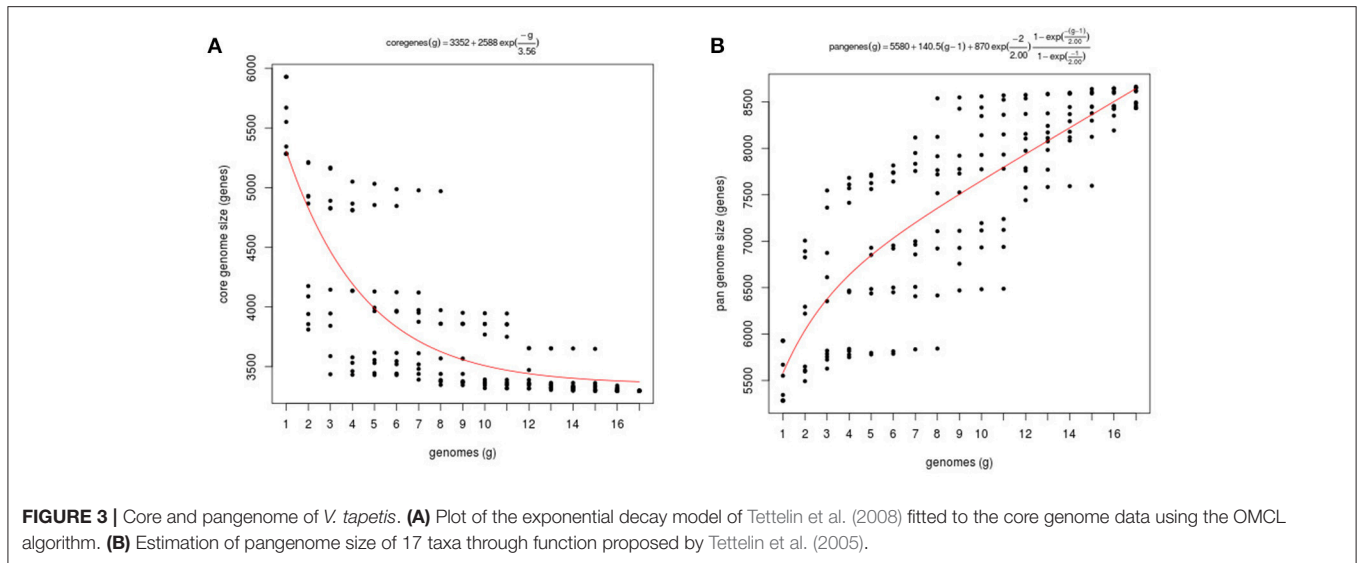 A
coregenes(g) = 3352 + 2588 exp(-g/3.56)
6000
5500
5000
4500
4000
3500
core genome size (genes)
1 2 3 4 5 6 7 8 9 10 12 14 16
genomes (g)
B
pangenes(g) = 5580 + 140.5(g-1) + 870 exp(-2/2.00) (1-exp(-(g-1)/2.00))/(1-exp(-1/2.00))
8500
8000
7500
7000
6500
6000
5500
pan genome size (genes)
1 2 3 4 5 6 7 8 9 10 12 14 16
genomes (g)
FIGURE 3 | Core and pangenome of V. tapetis. (A) Plot of the exponential decay model of Tettelin et al. (2008) fitted to the core genome data using the OMCL
algorithm. (B) Estimation of pangenome size of 17 taxa through function proposed by Tettelin et al. (2005).